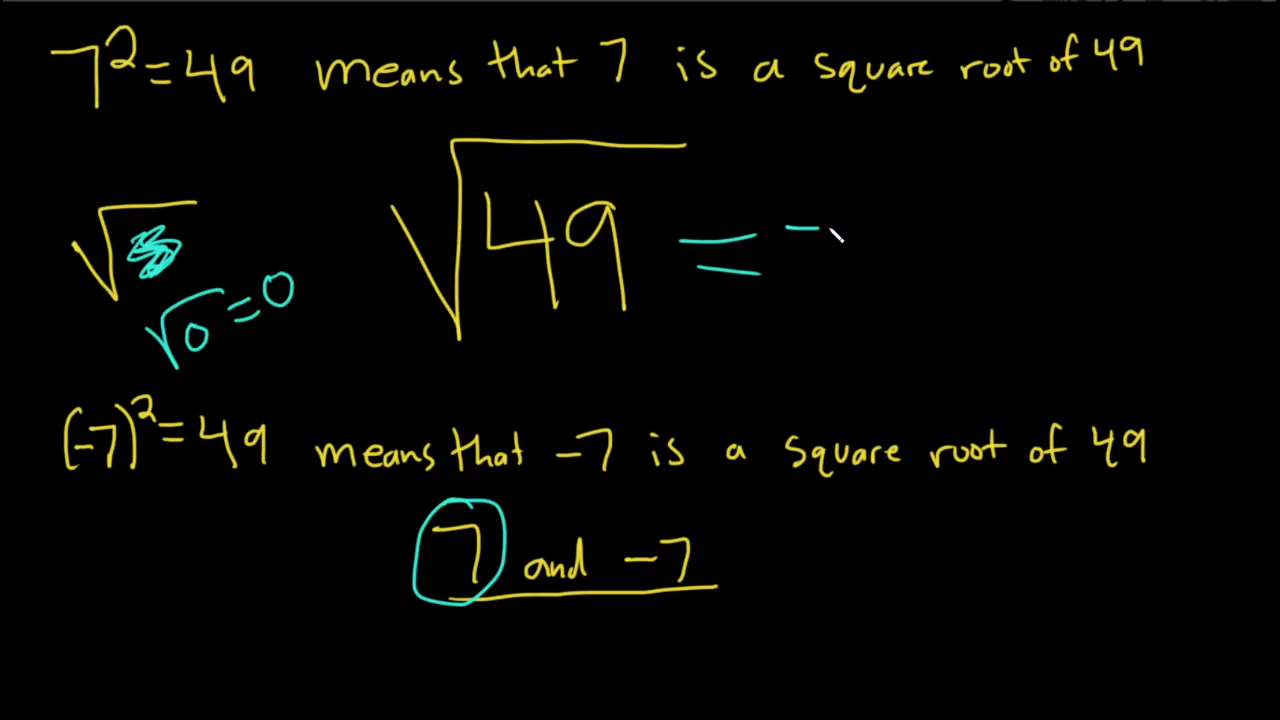 7² = 49 means that 7 is a square root of 49
√49 =
√
√0 = 0
(-7)² = 49 means that -7 is a square root of 49
7 and -7